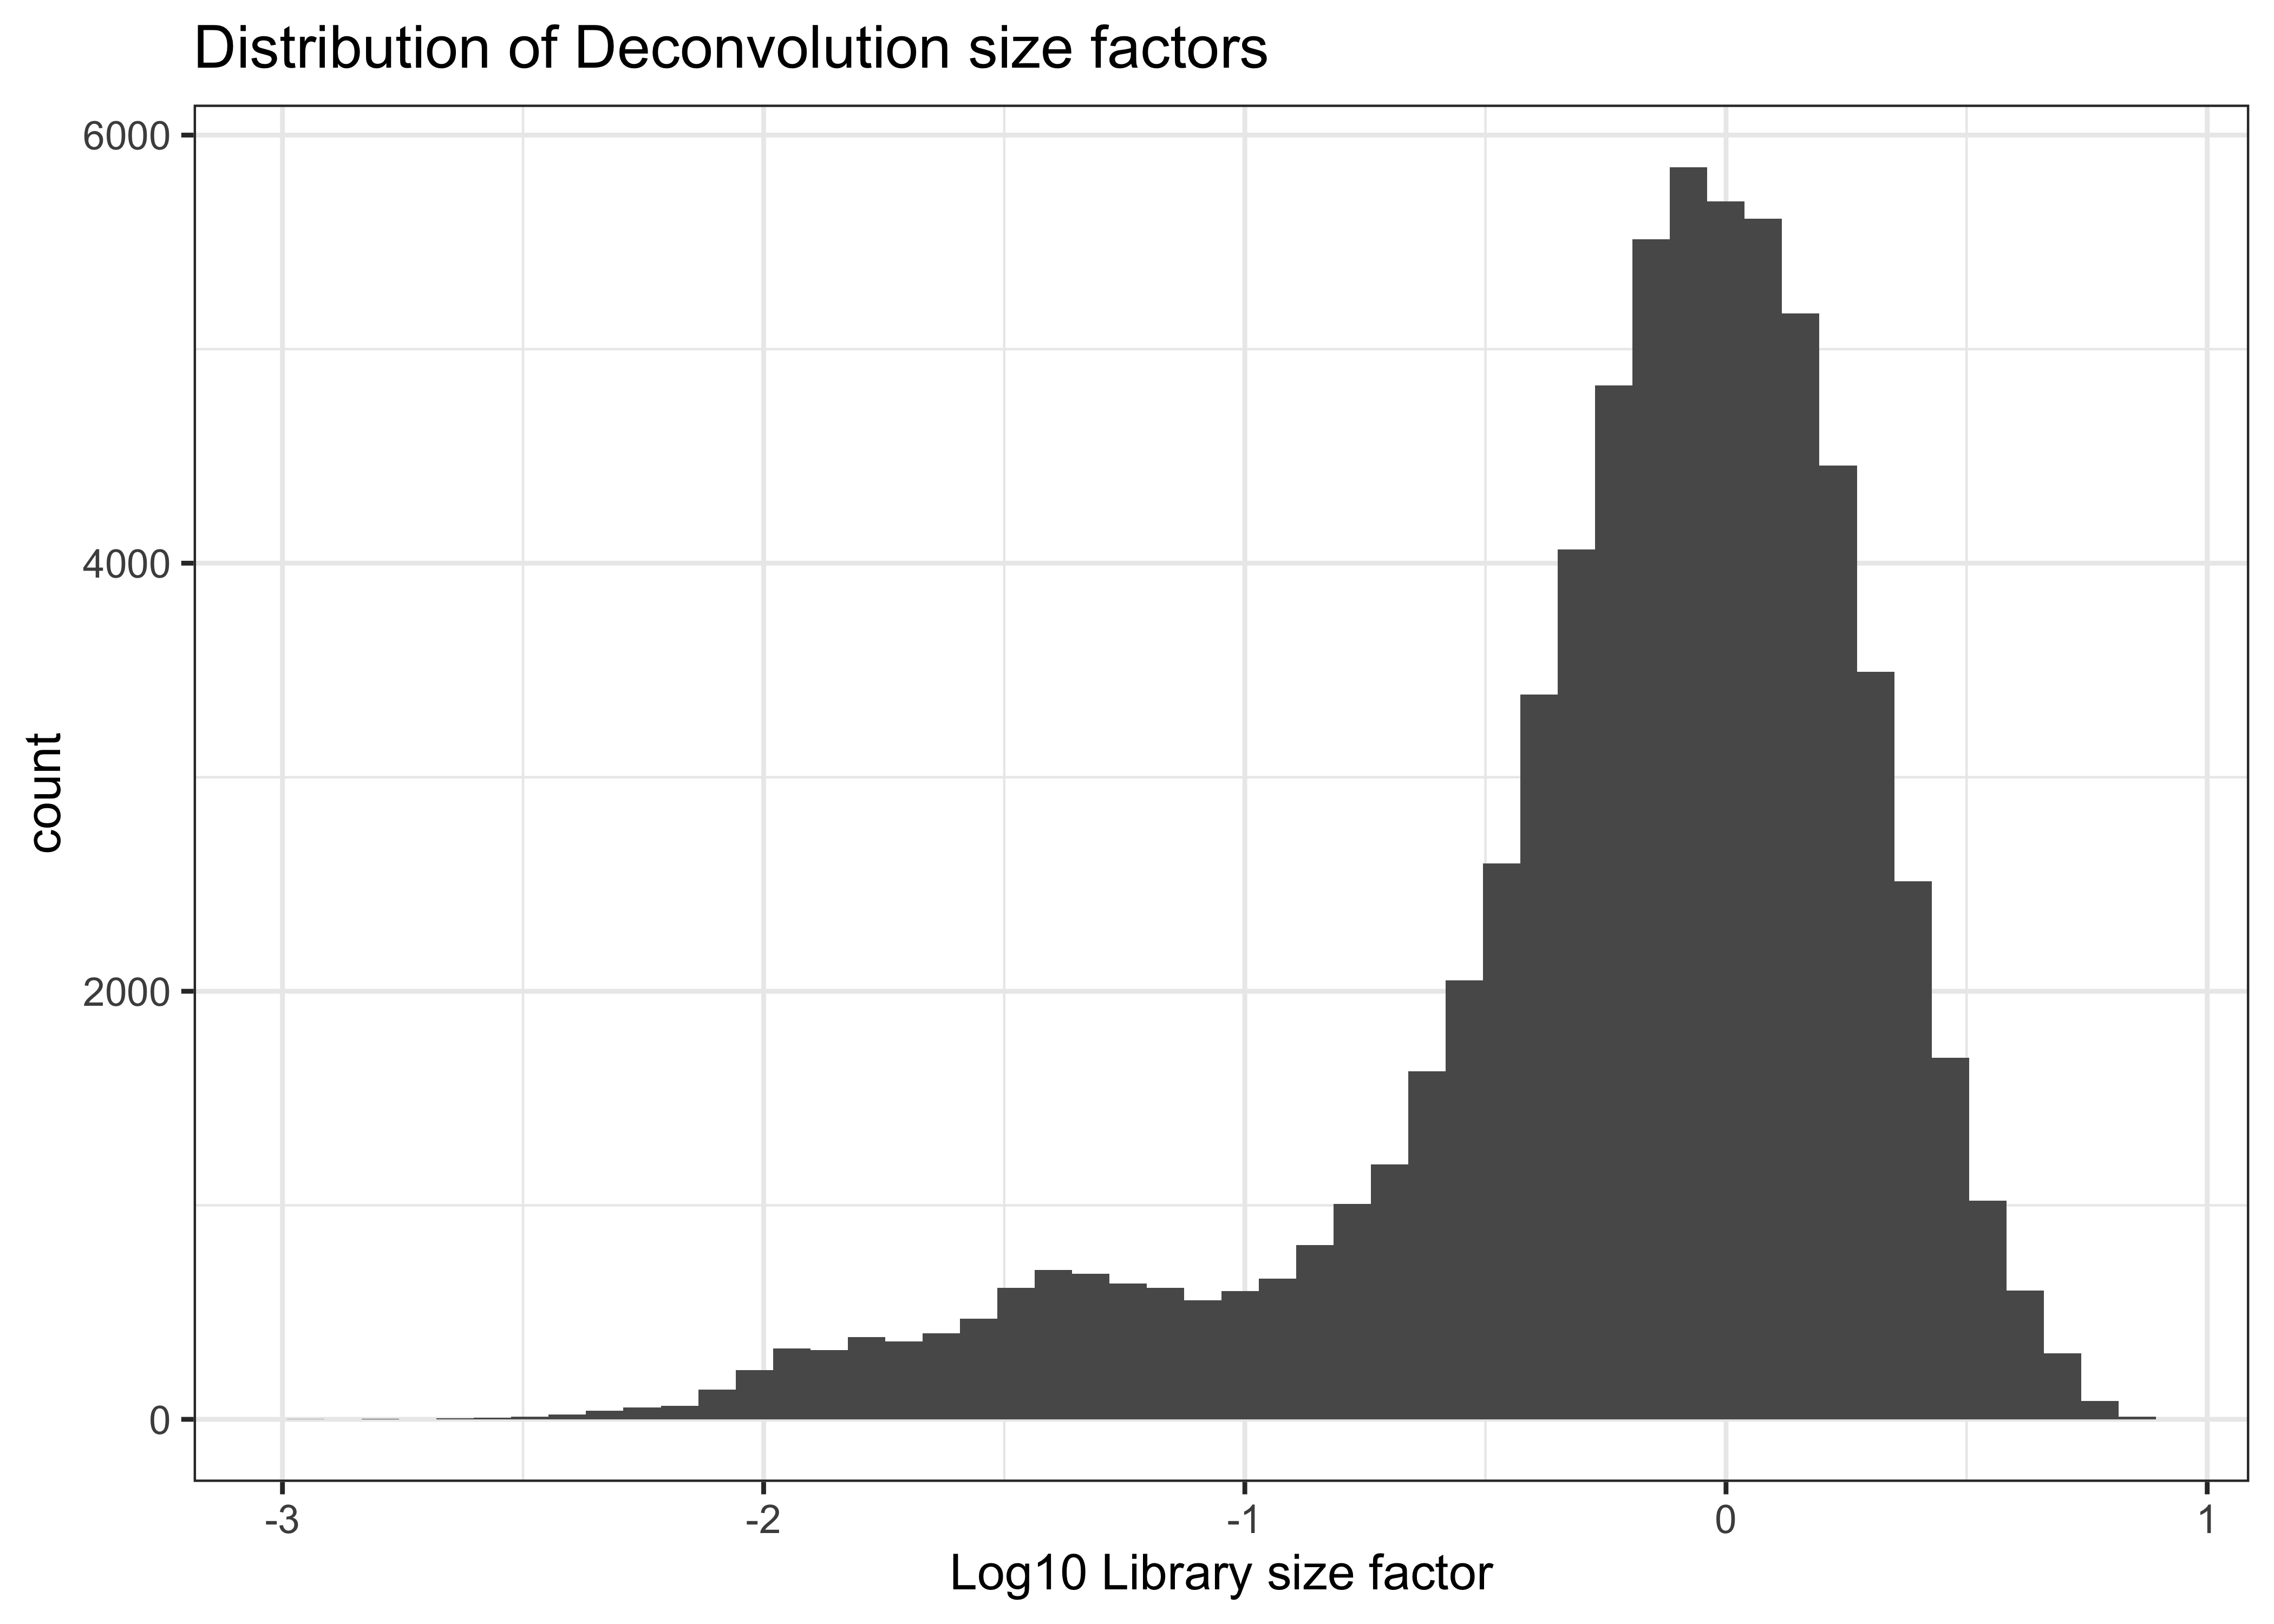 Distribution of Deconvolution size factors
6000
4000
2000
0
count
-3 -2 -1 0 1
Log10 Library size factor